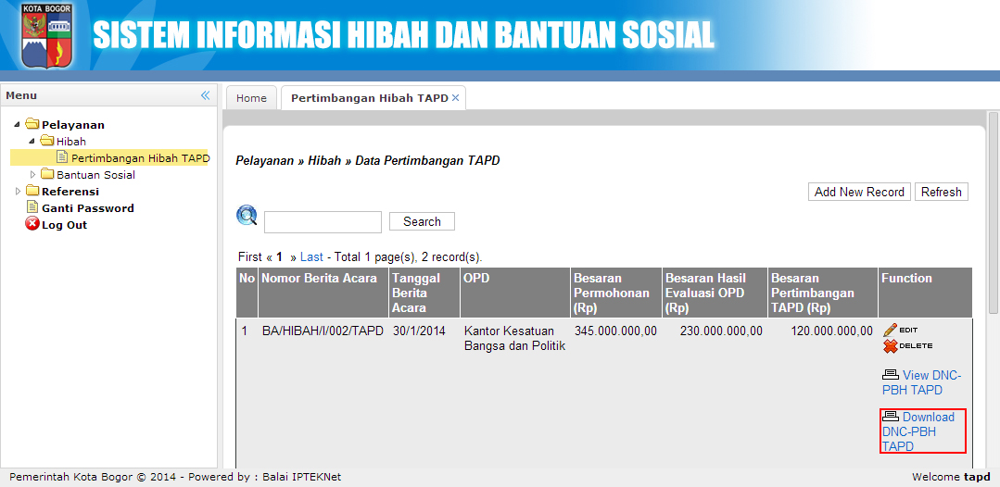 KOTA BOGOR
SISTEM INFORMASI HIBAH DAN BANTUAN SOSIAL
Menu
Pelayanan
Hibah
Pertimbangan Hibah TAPD
Bantuan Sosial
Referensi
Ganti Password
Log Out
Home
Pertimbangan Hibah TAPD
Pelayanan » Hibah » Data Pertimbangan TAPD
Add New Record
Refresh
Search
First « 1 » Last - Total 1 page(s), 2 record(s).
No
Nomor Berita Acara
Tanggal
Berita
Acara
OPD
Besaran
Permohonan
(Rp)
Besaran Hasil
Evaluasi OPD
(Rp)
Besaran
Pertimbangan
TAPD (Rp)
Function
1
BA/HIBAH/I/002/TAPD
30/1/2014
Kantor Kesatuan
Bangsa dan Politik
345.000.000,00
230.000.000,00
120.000.000,00
EDIT
DELETE
View DNC-
PBH TAPD
Download
DNC-PBH
TAPD
Pemerintah Kota Bogor © 2014 - Powered by : Balai IPTEKNet
Welcome tapd